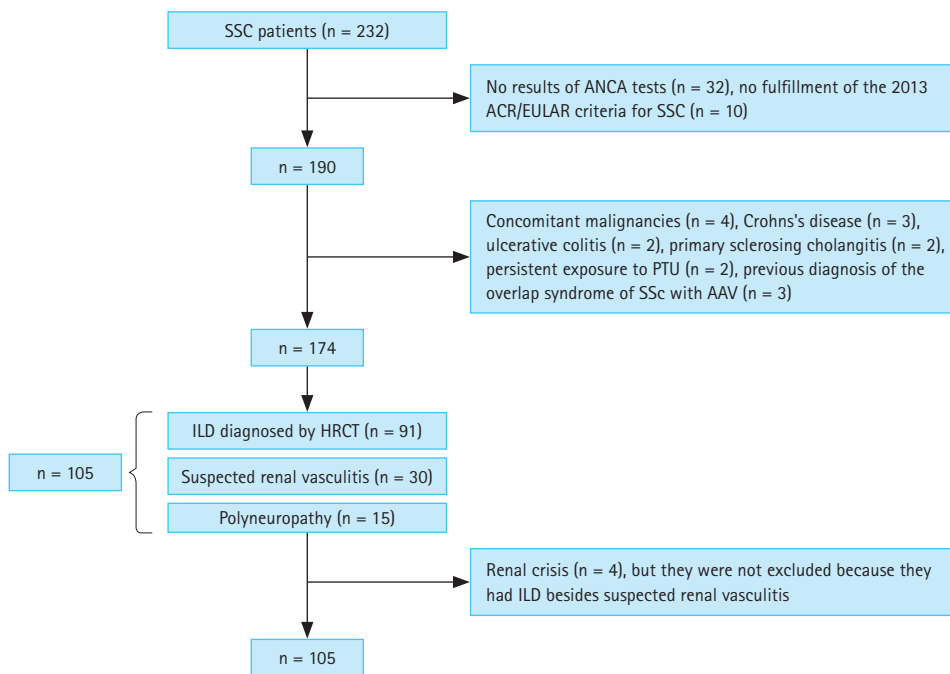 SSC patients (n = 232)
No results of ANCA tests (n = 32), no fulfillment of the 2013
ACR/EULAR criteria for SSC (n = 10)
n = 190
Concomitant malignancies (n = 4), Crohns's disease (n = 3),
ulcerative colitis (n = 2), primary sclerosing cholangitis (n = 2),
persistent exposure to PTU (n = 2), previous diagnosis of the
overlap syndrome of SSc with AAV (n = 3)
n = 174
ILD diagnosed by HRCT (n = 91)
n = 105
Suspected renal vasculitis (n = 30)
Polyneuropathy (n = 15)
Renal crisis (n = 4), but they were not excluded because they
had ILD besides suspected renal vasculitis
n = 105